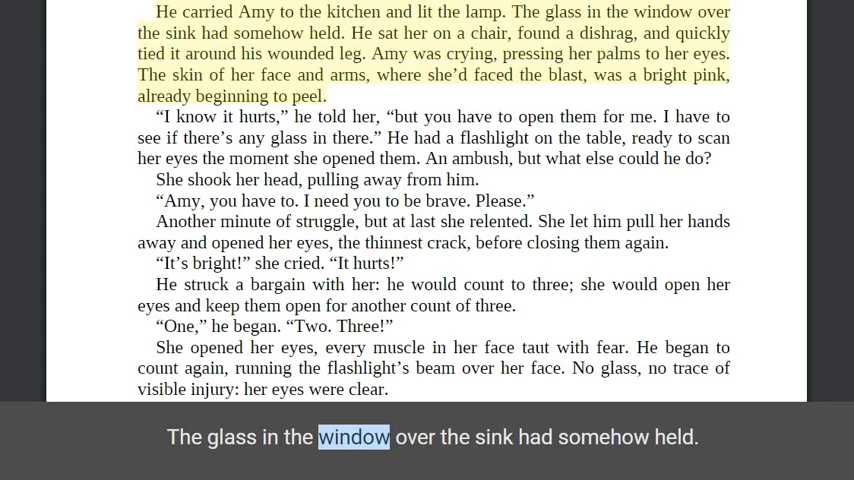 He carried Amy to the kitchen and lit the lamp. The glass in the window over
the sink had somehow held. He sat her on a chair, found a dishrag, and quickly
tied it around his wounded leg. Amy was crying, pressing her palms to her eyes.
The skin of her face and arms, where she’d faced the blast, was a bright pink,
already beginning to peel.
“I know it hurts,” he told her, “but you have to open them for me. I have to
see if there’s any glass in there.” He had a flashlight on the table, ready to scan
her eyes the moment she opened them. An ambush, but what else could he do?
She shook her head, pulling away from him.
“Amy, you have to. I need you to be brave. Please.”
Another minute of struggle, but at last she relented. She let him pull her hands
away and opened her eyes, the thinnest crack, before closing them again.
“It’s bright!” she cried. “It hurts!”
He struck a bargain with her: he would count to three; she would open her
eyes and keep them open for another count of three.
“One,” he began. “Two. Three!”
She opened her eyes, every muscle in her face taut with fear. He began to
count again, running the flashlight’s beam over her face. No glass, no trace of
visible injury: her eyes were clear.
The glass in the window over the sink had somehow held.